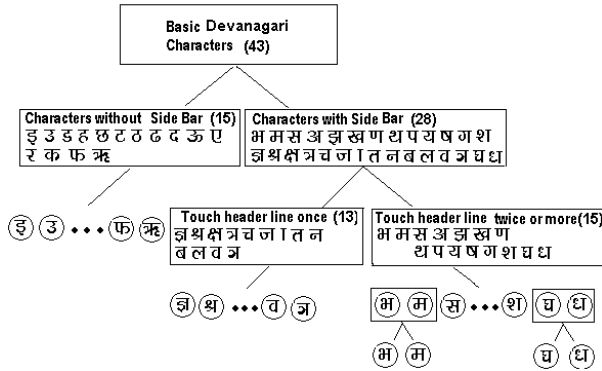 Basic Devanagari
Characters (43)
Characters without Side Bar (15)
इ उ ड ह छ ट ठ ढ द ऊ ए
र क फ ऋ
Characters with Side Bar (28)
भ म स अ झ ख ण थ प य ष ग श
ज्ञ श्र क्ष त्र च ज ा त न ब ल व ञ घ ध
इ उ ••• फ ऋ
Touch header line once (13)
ज्ञ श्र क्ष त्र च ज ा त न
ब ल व ञ
Touch header line twice or more(15)
भ म स अ झ ख ण
थ प य ष ग श घ ध
ज्ञ श्र ••• व ञ
भ म स ••• श घ ध
भ म घ ध